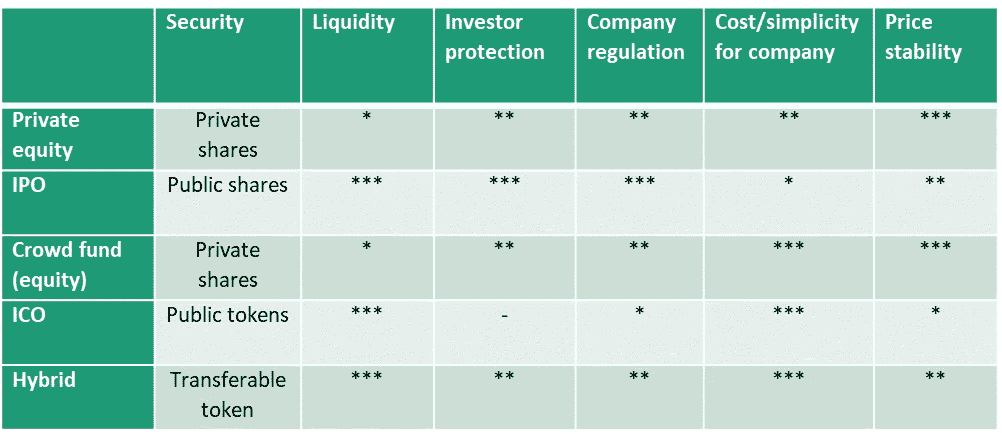 Security Liquidity Investor protection Company regulation Cost/simplicity for company Price stability
Private equity Private shares * ** ** ** ***
IPO Public shares *** *** *** * **
Crowd fund (equity) Private shares * ** ** *** ***
ICO Public tokens *** - * *** *
Hybrid Transferable token *** ** ** *** **